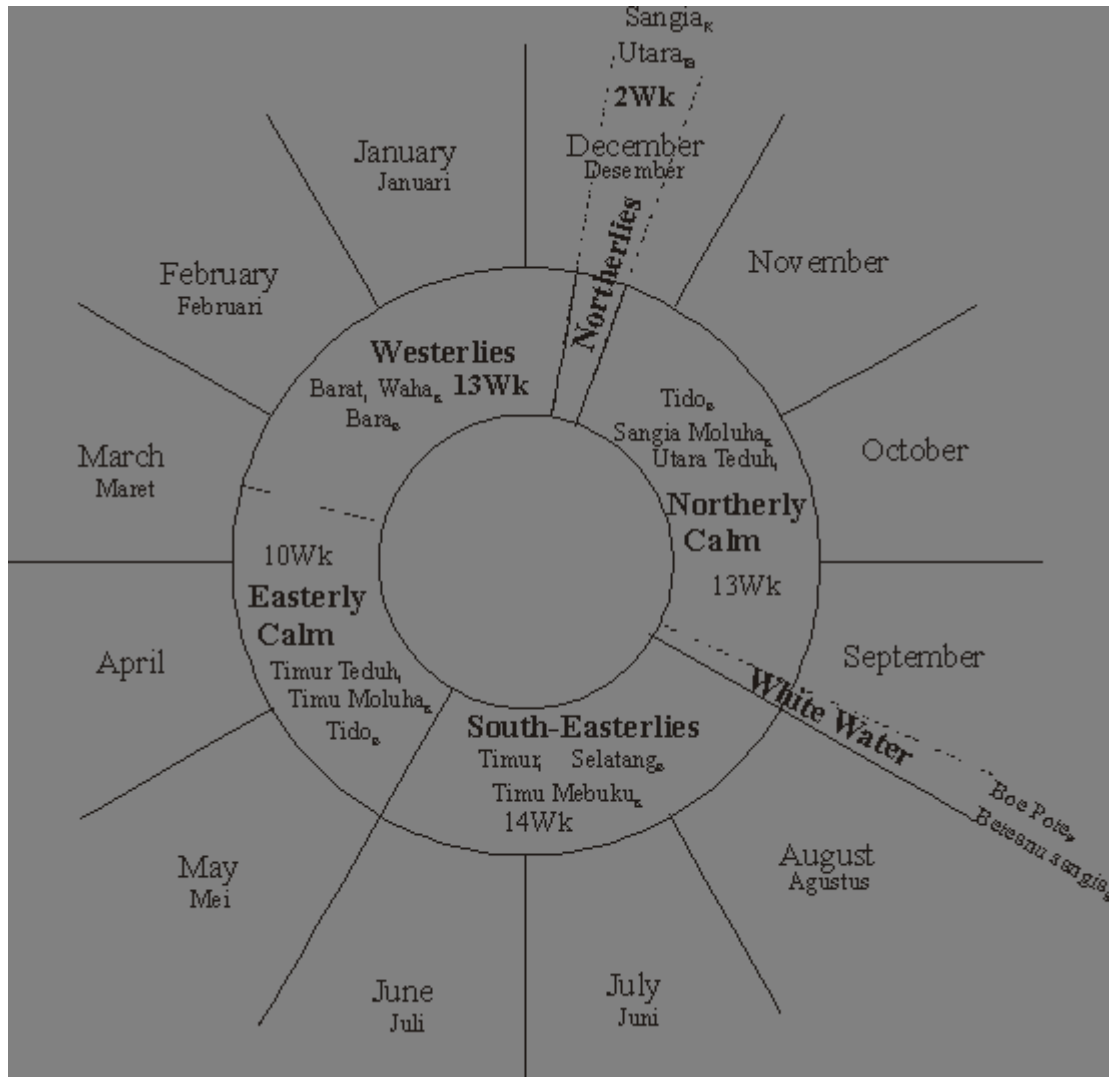 Sangia K
Utara B
2Wk
December
Desember
Northerlies
January
Januari
February
Februari
March
Maret
April
May
Mei
June
Juli
July
Juni
August
Agustus
September
October
November
Westerlies
Barat, Waha 13Wk
Bara
Tido
Sangia Moluha
Utara Teduh
Northerly
Calm
13Wk
10Wk
Easterly
Calm
Timur Teduh
Timu Moluha
Tido
South-Easterlies
Timur, Selatang
Timu Mebuku
14Wk
White Water
Boe Pote
Beteanu sangia